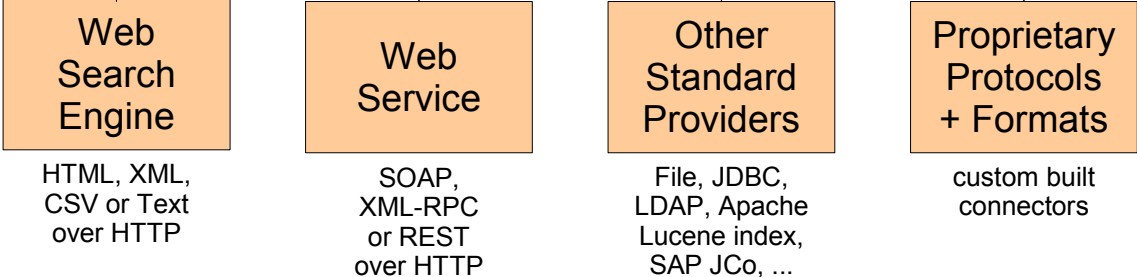 Web
Search
Engine
HTML, XML,
CSV or Text
over HTTP
Web
Service
SOAP,
XML-RPC
or REST
over HTTP
Other
Standard
Providers
File, JDBC,
LDAP, Apache
Lucene index,
SAP JCo, ...
Proprietary
Protocols
+ Formats
custom built
connectors